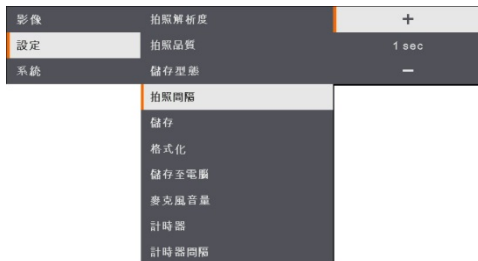 影像
設定
系統
拍照解析度
拍照品質
儲存型態
拍照間隔
儲存
格式化
儲存至電腦
麥克風音量
計時器
計時器間隔
+
1 sec
−